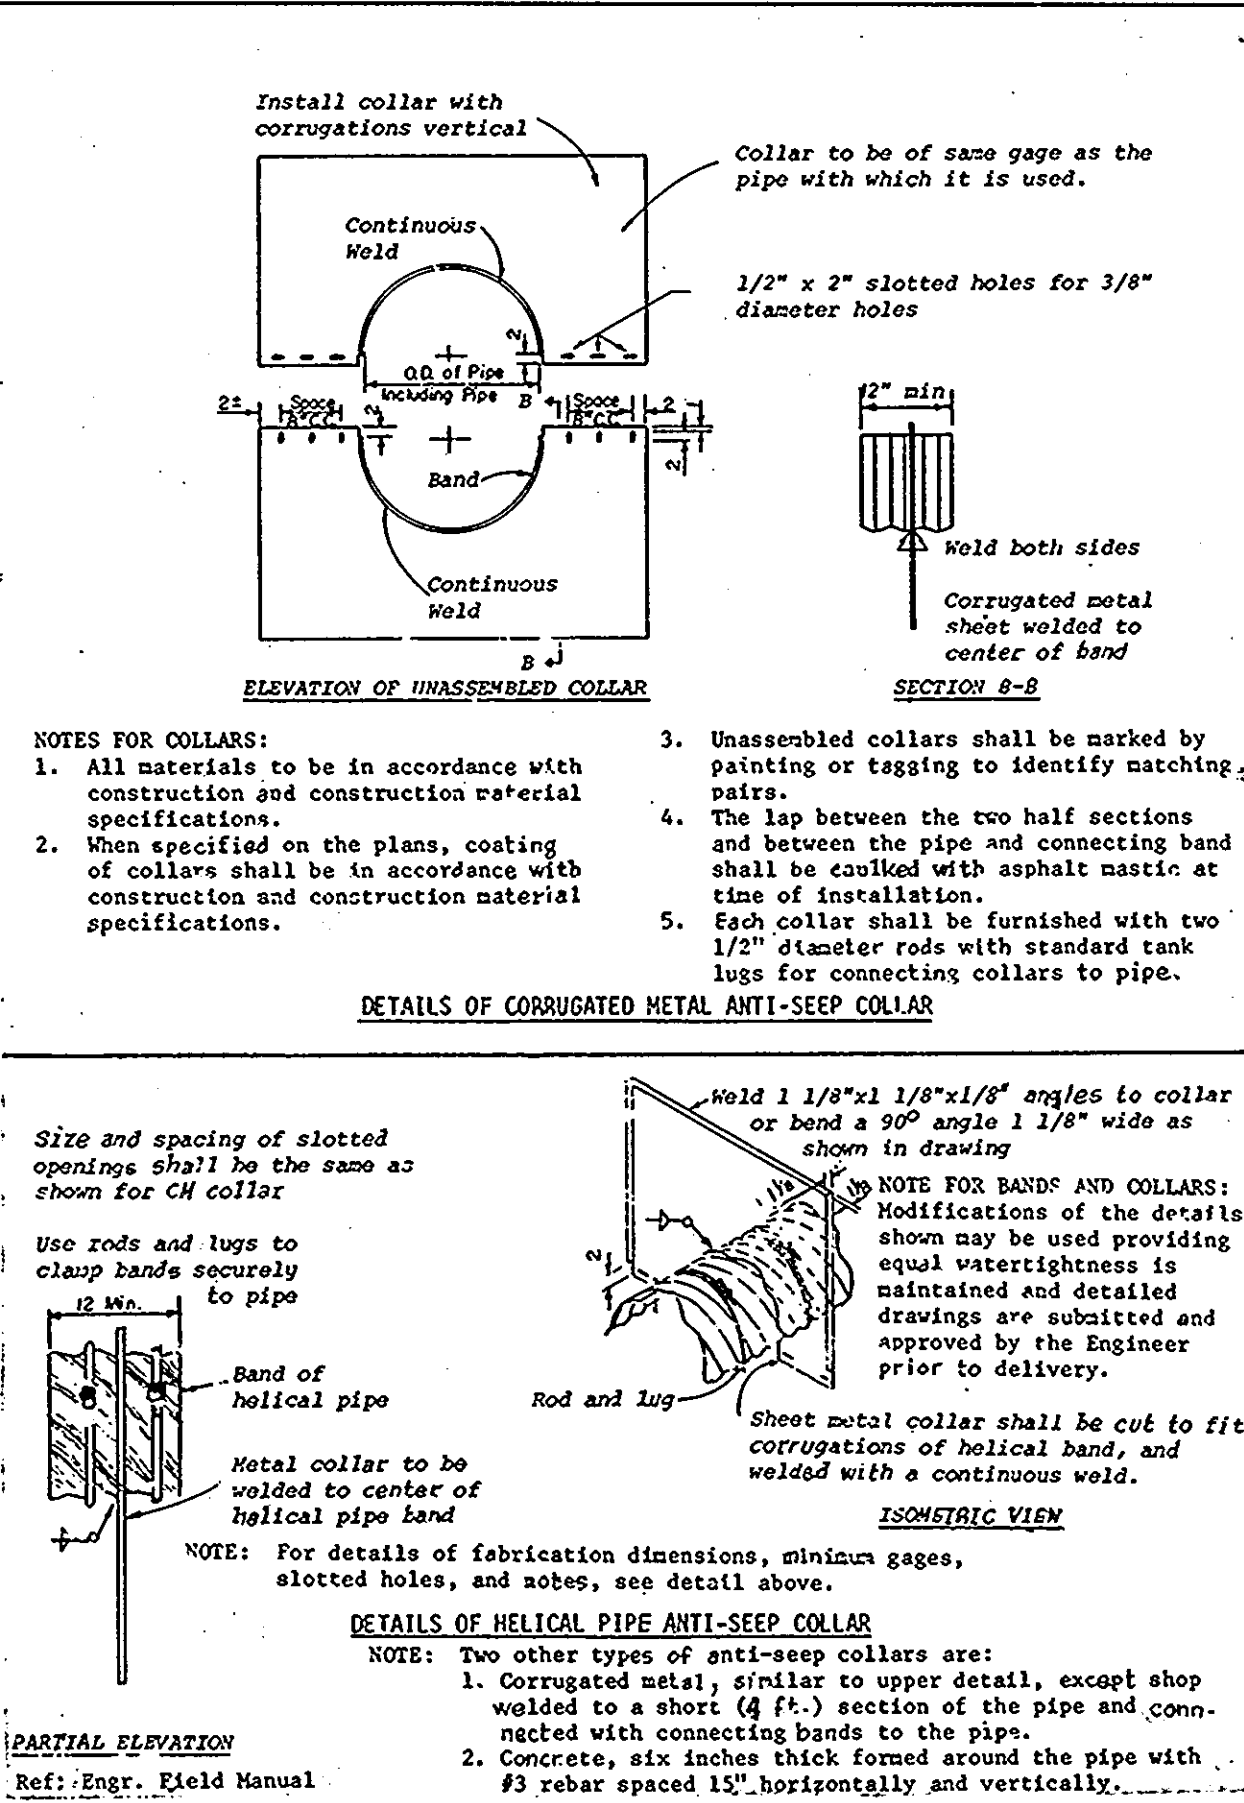 Install collar with
corrugations vertical
Collar to be of same gage as the
pipe with which it is used.
Continuous
Weld
1/2" x 2" slotted holes for 3/8"
diameter holes
2
O.D. of Pipe
Including Pipe
2±
Space
8" C.C.
2
B
Space
8" C.C.
2
2
Band
Continuous
Weld
B
ELEVATION OF UNASSEMBLED COLLAR
12" min
Weld both sides
Corrugated metal
sheet welded to
center of band
SECTION B-B
NOTES FOR COLLARS:
1. All materials to be in accordance with
construction and construction material
specifications.
2. When specified on the plans, coating
of collars shall be in accordance with
construction and construction material
specifications.
3. Unassembled collars shall be marked by
painting or tagging to identify matching
pairs.
4. The lap between the two half sections
and between the pipe and connecting band
shall be caulked with asphalt mastic at
time of installation.
5. Each collar shall be furnished with two
1/2" diameter rods with standard tank
lugs for connecting collars to pipe.
DETAILS OF CORRUGATED METAL ANTI-SEEP COLLAR
Size and spacing of slotted
openings shall be the same as
shown for CM collar
Use rods and lugs to
clamp bands securely
to pipe
12 Min.
Band of
helical pipe
Metal collar to be
welded to center of
helical pipe band
Weld 1 1/8"x1 1/8"x1/8" angles to collar
or bend a 90° angle 1 1/8" wide as
shown in drawing
1 1/8
1 1/8
2
NOTE FOR BANDS AND COLLARS:
Modifications of the details
shown may be used providing
equal watertightness is
maintained and detailed
drawings are submitted and
approved by the Engineer
prior to delivery.
Rod and lug
Sheet metal collar shall be cut to fit
corrugations of helical band, and
welded with a continuous weld.
ISOMETRIC VIEW
NOTE: For details of fabrication dimensions, minimum gages,
slotted holes, and notes, see detail above.
DETAILS OF HELICAL PIPE ANTI-SEEP COLLAR
NOTE: Two other types of anti-seep collars are:
1. Corrugated metal, similar to upper detail, except shop
welded to a short (4 ft.) section of the pipe and conn-
nected with connecting bands to the pipe.
2. Concrete, six inches thick formed around the pipe with
#3 rebar spaced 15" horizontally and vertically.
PARTIAL ELEVATION
Ref: Engr. Field Manual